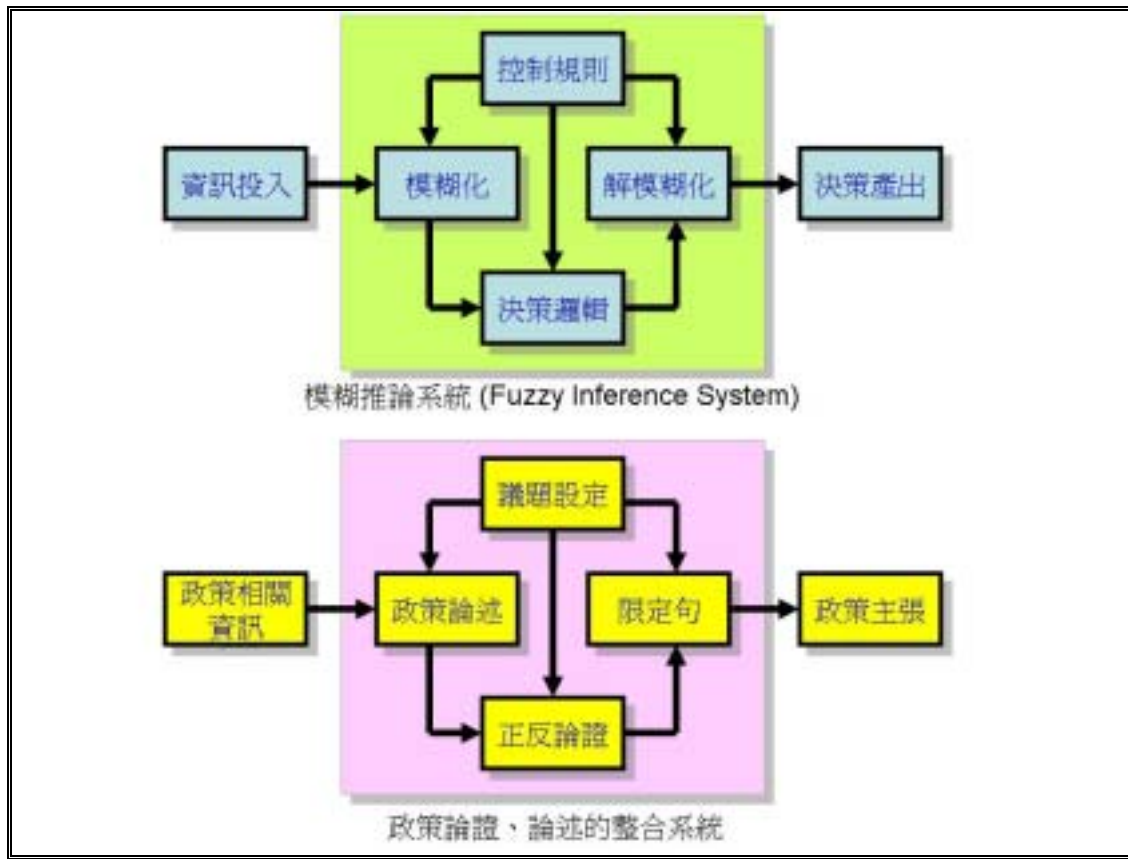 控制規則
資訊投入
模糊化
解模糊化
決策產出
決策邏輯
模糊推論系統 (Fuzzy Inference System)
議題設定
政策相關
資訊
政策論述
限定句
政策主張
正反論證
政策論證、論述的整合系統